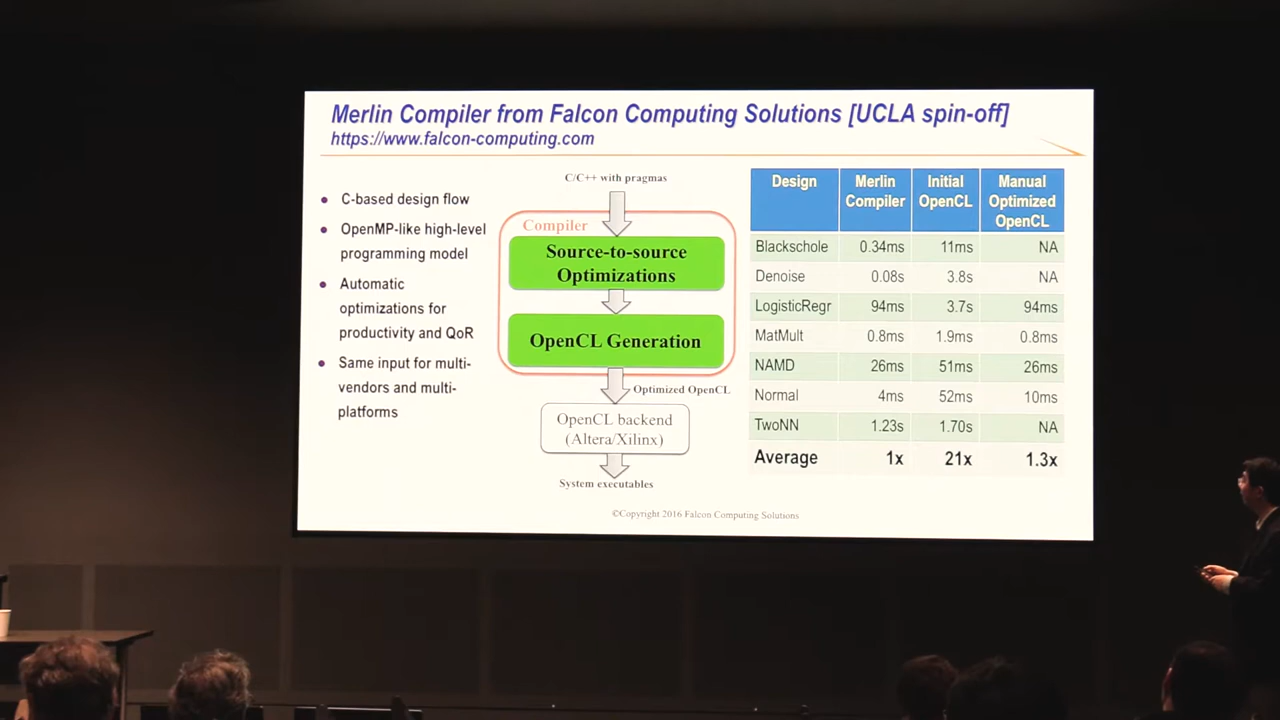 Merlin Compiler from Falcon Computing Solutions [UCLA spin-off]
https://www.falcon-computing.com
• C-based design flow
• OpenMP-like high-level
programming model
• Automatic
optimizations for
productivity and QoR
• Same input for multi-
vendors and multi-
platforms
C/C++ with pragmas
Compiler
Source-to-source
Optimizations
OpenCL Generation
Optimized OpenCL
OpenCL backend
(Altera/Xilinx)
System executables
Design Merlin Compiler Initial OpenCL Manual Optimized OpenCL
Blackschole 0.34ms 11ms NA
Denoise 0.08s 3.8s NA
LogisticRegr 94ms 3.7s 94ms
MatMult 0.8ms 1.9ms 0.8ms
NAMD 26ms 51ms 26ms
Normal 4ms 52ms 10ms
TwoNN 1.23s 1.70s NA
Average 1x 21x 1.3x
©Copyright 2016 Falcon Computing Solutions